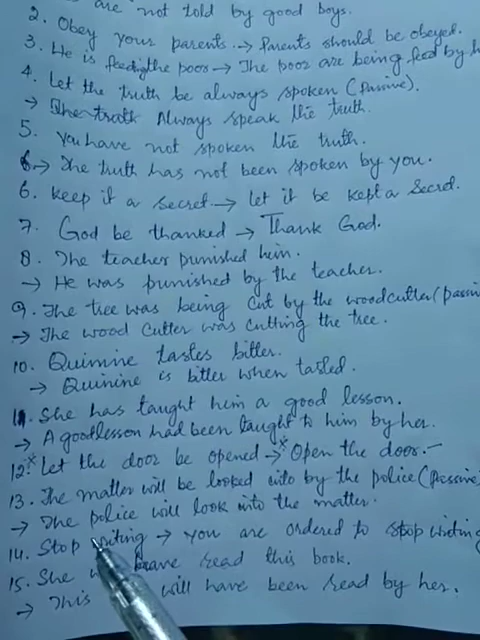 are not told by good boys.
2. Obey your parents. → Parents should be obeyed.
3. He is feeding the poor → The poor are being feed by h
4. Let the truth be always spoken (Passive).
→ Always speak the truth.
5. You have not spoken the truth.
→ The truth has not been spoken by you.
6. Keep it a secret → let it be kept a secret.
7. God be thanked → Thank God.
8. The teacher punished him.
→ He was punished by the teacher.
9. The tree was being cut by the woodcutter (passi
→ The wood cutter was cutting the tree.
10. Quinine tastes bitter.
→ Quinine is bitter when tasted.
11. She has taught him a good lesson.
→ A good lesson had been taught to him by her.
12. Let the door be opened → Open the door.-
13. The matter will be looked into by the police (Passive)
→ The police will look into the matter.
14. Stop writing → you are ordered to stop writing
15. She w have read this book.
→ This will have been read by her.